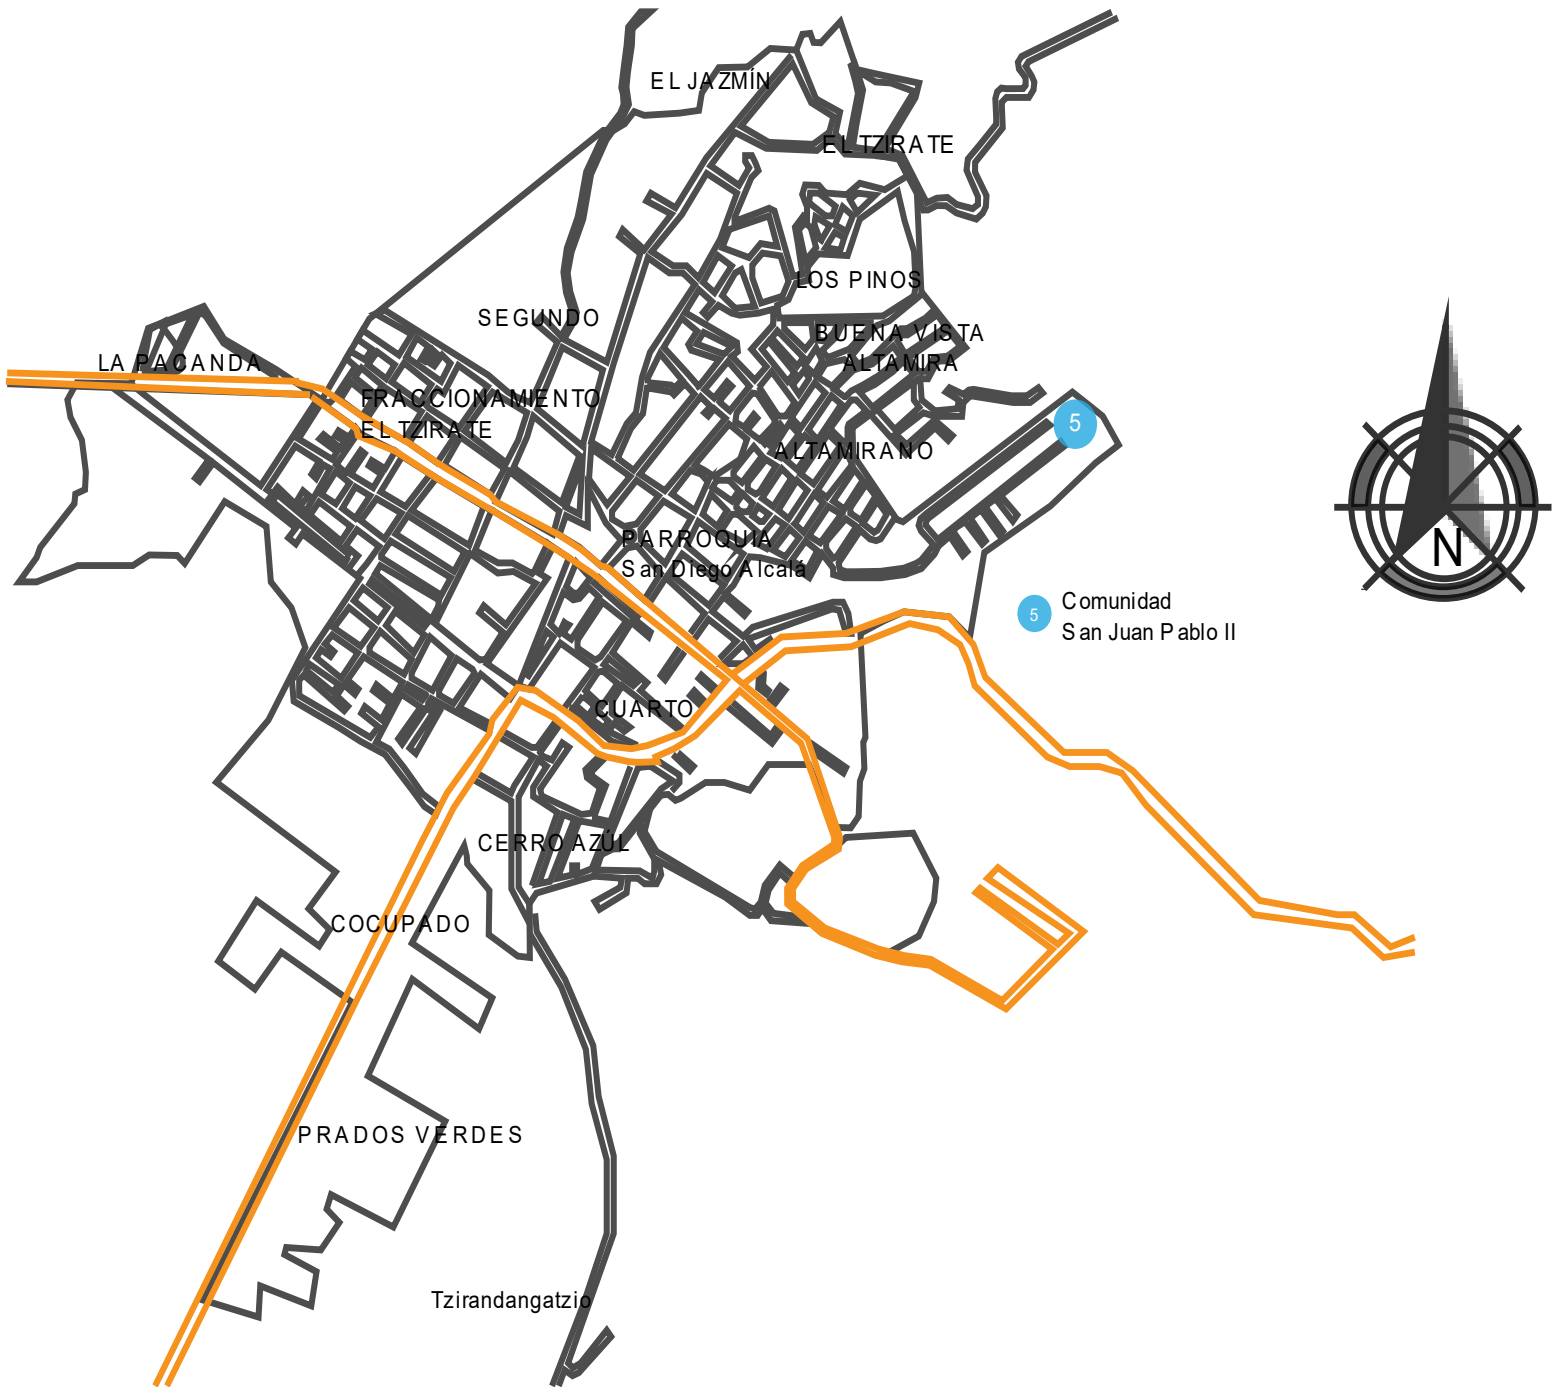 EL JAZMÍN
EL TZIRATE
LOS PINOS
SEGUNDO
BUENA VISTA
ALTAMIRA
LA PACANDA
FRACCIONAMIENTO
EL TZIRATE
5
ALTAMIRANO
PARROQUIA
San Diego Alcalá
N
5
Comunidad
San Juan Pablo II
CUARTO
CERRO AZÚL
COCUPADO
PRADOS VERDES
Tzirandangatzio